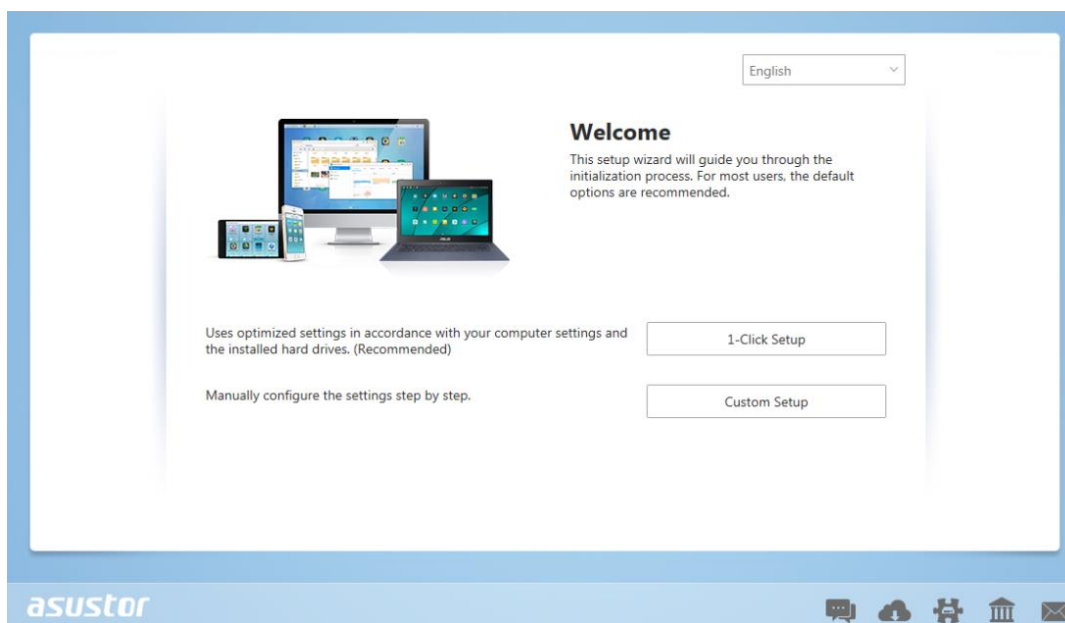 English
Welcome
This setup wizard will guide you through the
initialization process. For most users, the default
options are recommended.
Uses optimized settings in accordance with your computer settings and
the installed hard drives. (Recommended)
1-Click Setup
Manually configure the settings step by step.
Custom Setup
asustor